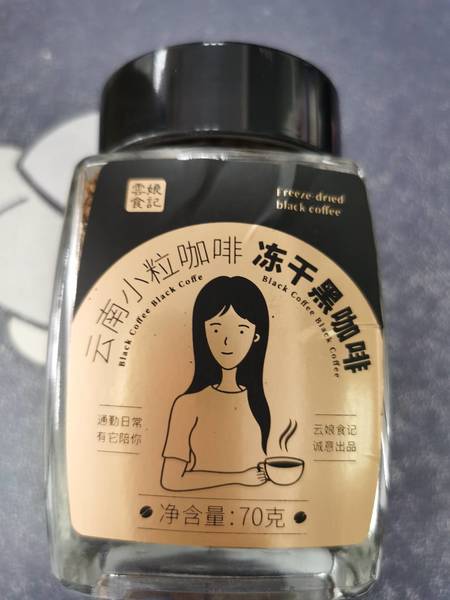 雲娘
食記
Freeze-dried
black coffee
云南小粒咖啡 冻干黑咖啡
Black Coffee Black Coffe
Black Coffee Black Coffee
通勤日常
有它陪你
云娘食记
诚意出品
净含量:70克